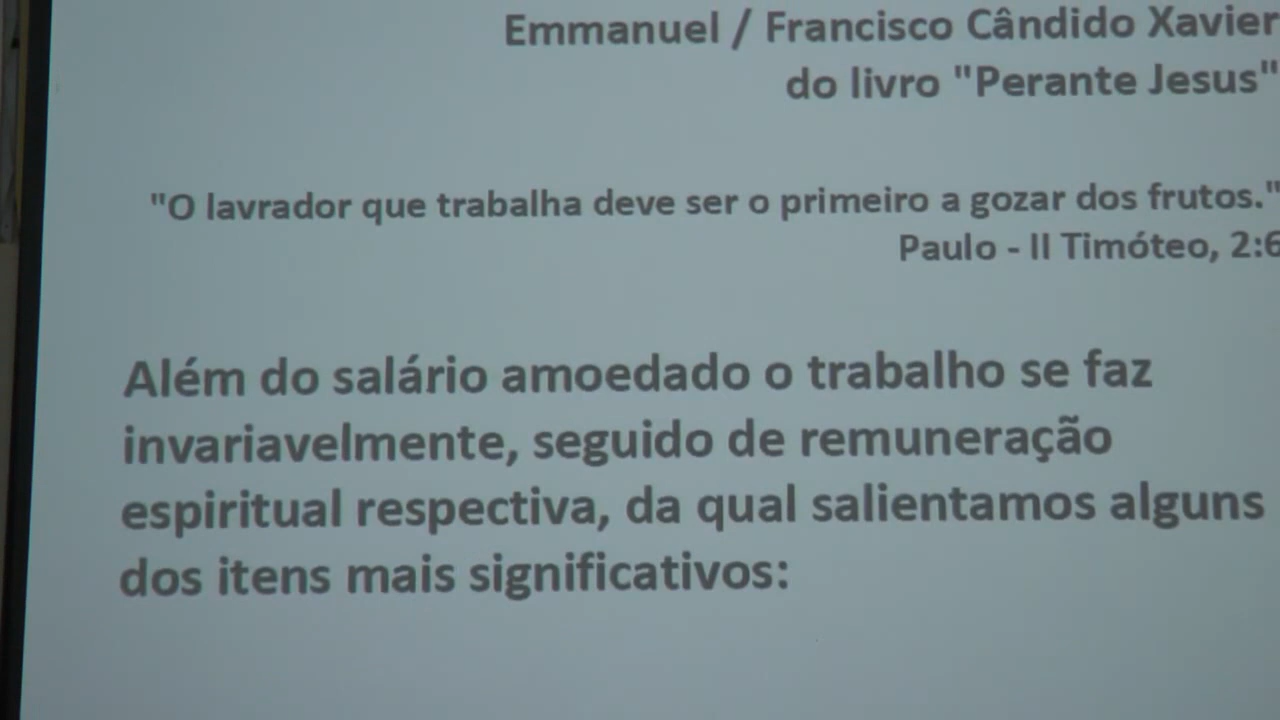 Emmanuel / Francisco Cândido Xavier
do livro "Perante Jesus"
"O lavrador que trabalha deve ser o primeiro a gozar dos frutos."
Paulo - II Timóteo, 2:6
Além do salário amoedado o trabalho se faz
invariavelmente, seguido de remuneração
espiritual respectiva, da qual salientamos alguns
dos itens mais significativos: